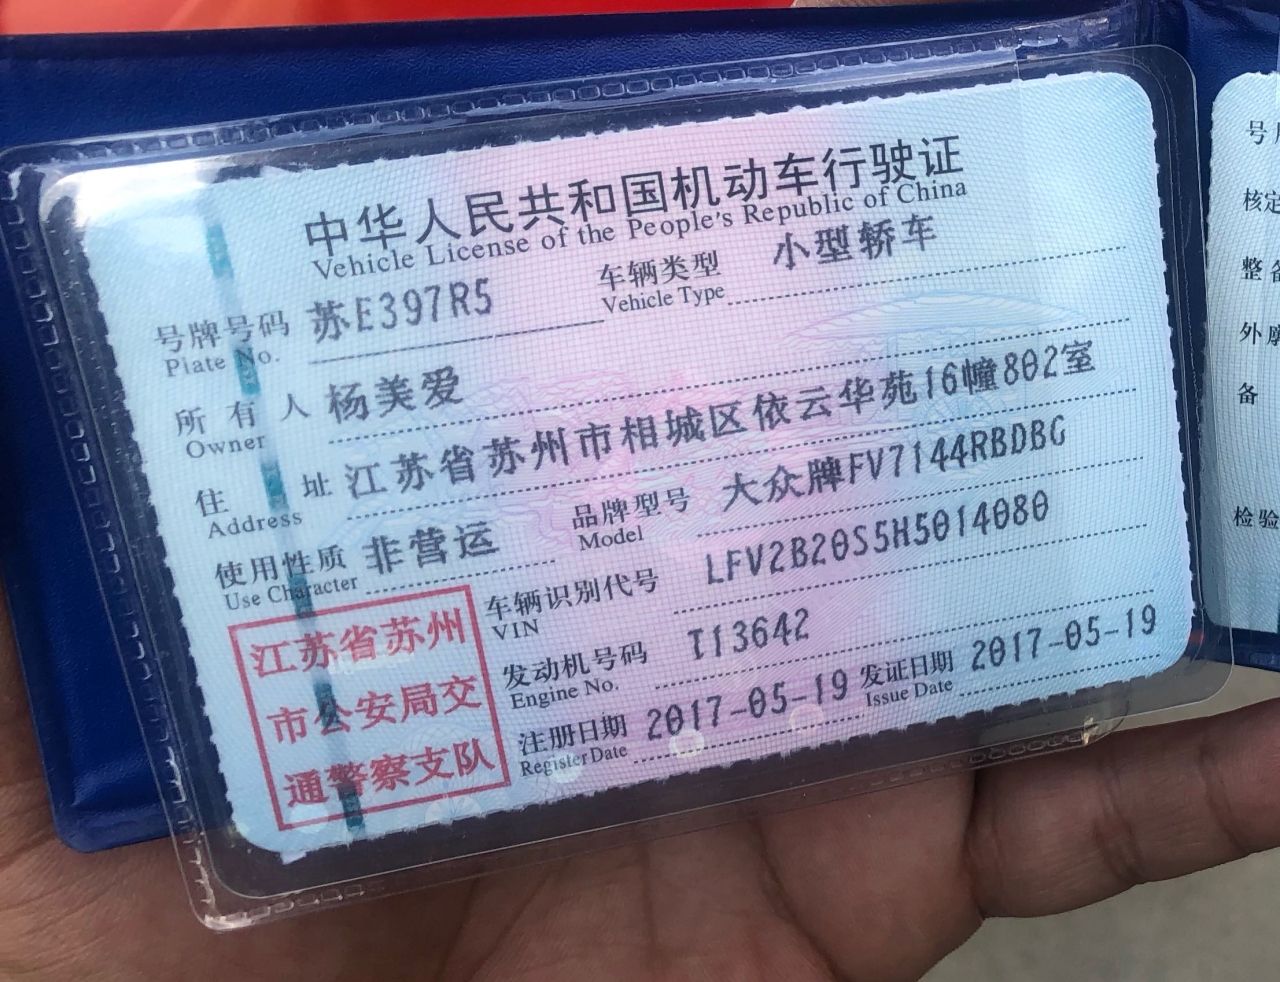 中华人民共和国机动车行驶证
Vehicle License of the People's Republic of China
号牌号码 苏E397R5 车辆类型 小型轿车
Plate No. Vehicle Type
所有人 杨美爱
Owner
住址 江苏省苏州市相城区依云华苑16幢802室
Address
使用性质 非营运 品牌型号 大众牌FV7144RBDBG
Use Character Model
车辆识别代号 LFV2B20S5H5014080
VIN
发动机号码 T13642
Engine No.
注册日期 2017-05-19 发证日期 2017-05-19
Register Date Issue Date
江苏省苏州
市公安局交
通警察支队
号
核定
整备
外廓
备
检验